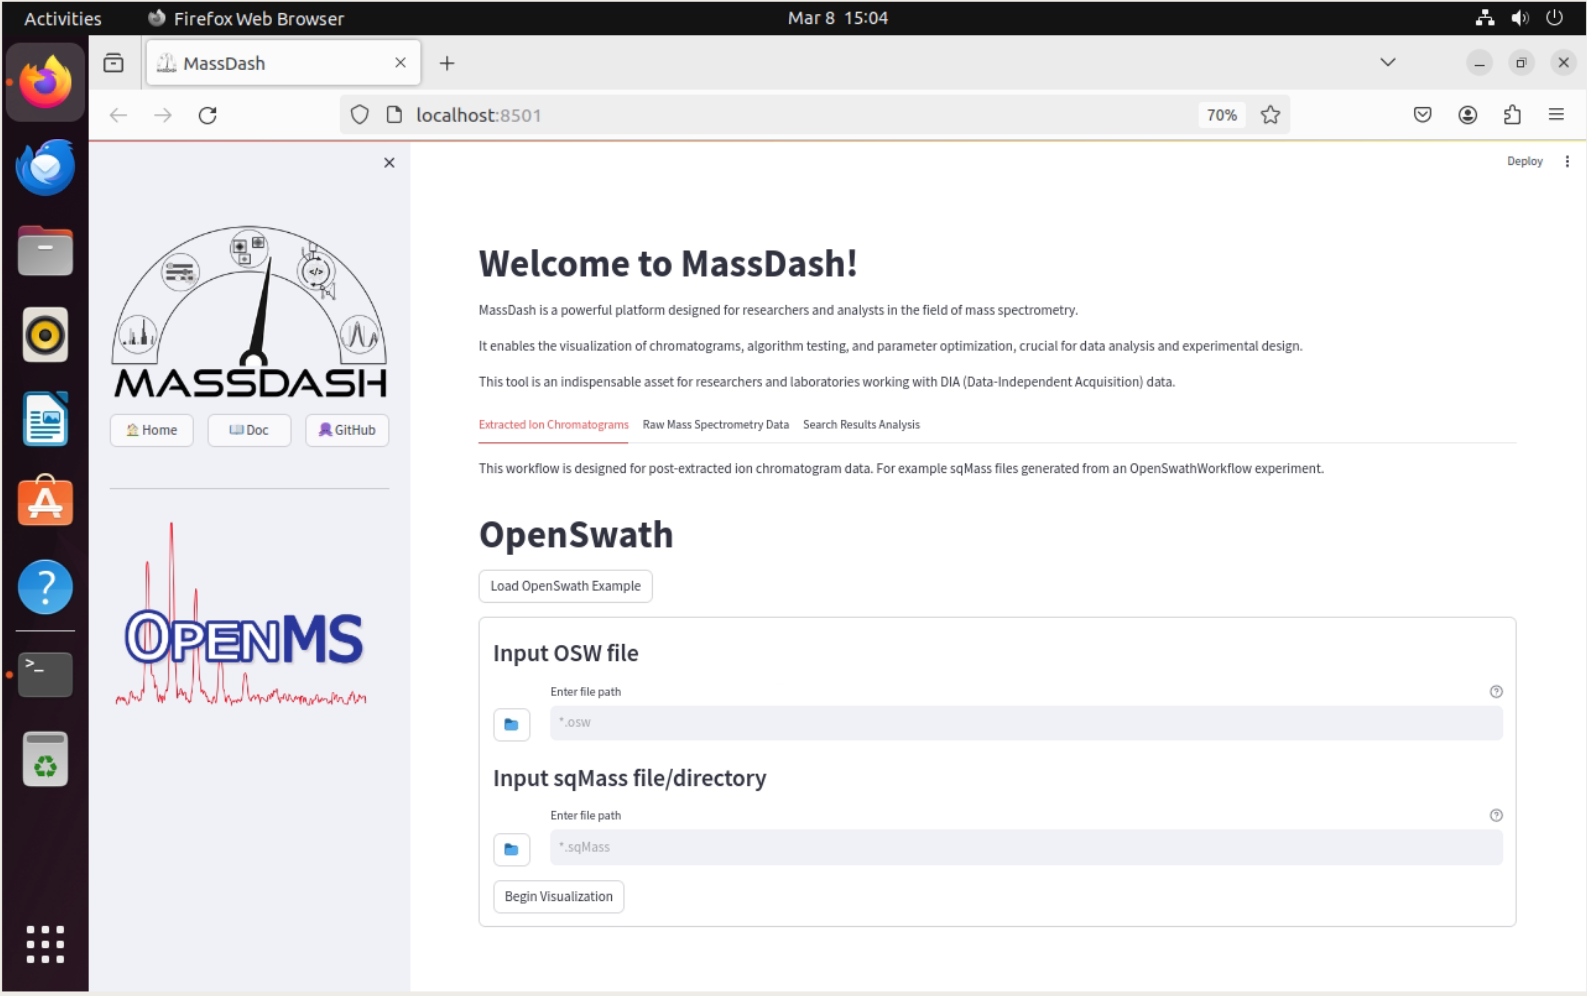 Activities
Firefox Web Browser
Mar 8 15:04
MassDash
localhost:8501
70%
Deploy
MASSDASH
Home
Doc
GitHub
OPENMS
Welcome to MassDash!
MassDash is a powerful platform designed for researchers and analysts in the field of mass spectrometry.
It enables the visualization of chromatograms, algorithm testing, and parameter optimization, crucial for data analysis and experimental design.
This tool is an indispensable asset for researchers and laboratories working with DIA (Data-Independent Acquisition) data.
Extracted Ion Chromatograms Raw Mass Spectrometry Data Search Results Analysis
This workflow is designed for post-extracted ion chromatogram data. For example sqMass files generated from an OpenSwathWorkflow experiment.
OpenSwath
Load OpenSwath Example
Input OSW file
Enter file path
*.osw
Input sqMass file/directory
Enter file path
*.sqMass
Begin Visualization